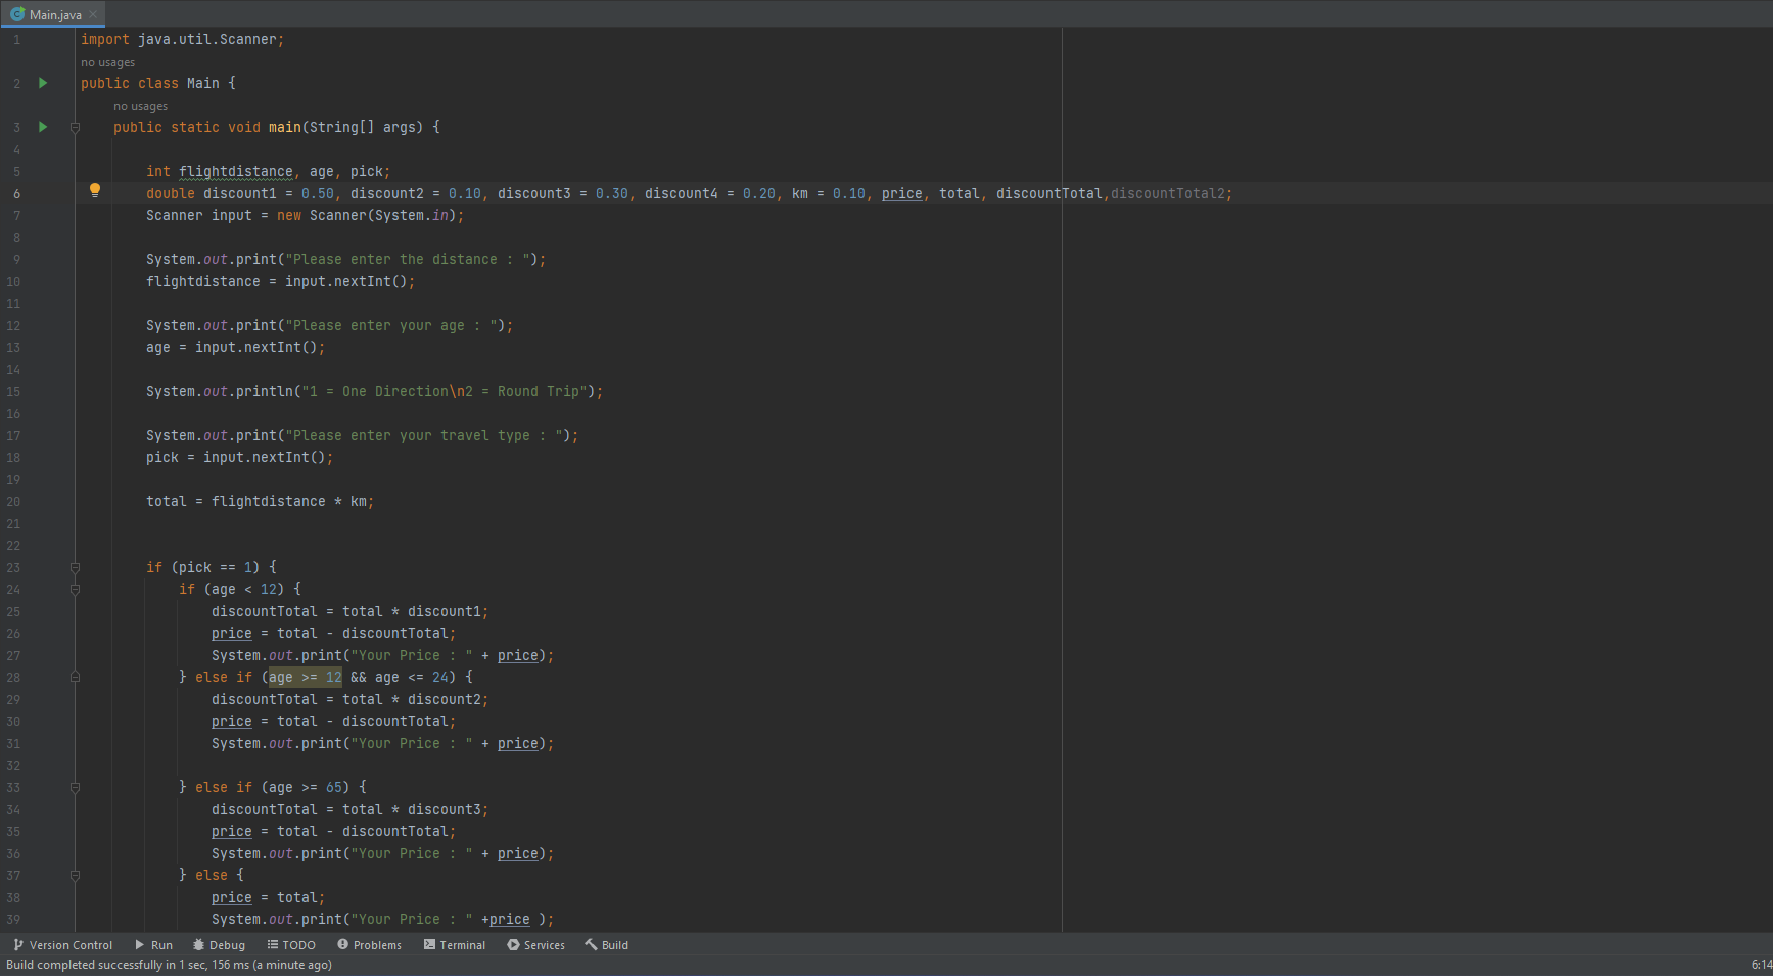 Main.java
1 import java.util.Scanner;
no usages
2 public class Main {
no usages
3 public static void main(String[] args) {
4
5 int flightdistance, age, pick;
6 double discount1 = 0.50, discount2 = 0.10, discount3 = 0.30, discount4 = 0.20, km = 0.10, price, total, discountTotal,discountTotal2;
7 Scanner input = new Scanner(System.in);
8
9 System.out.print("Please enter the distance : ");
10 flightdistance = input.nextInt();
11
12 System.out.print("Please enter your age : ");
13 age = input.nextInt();
14
15 System.out.println("1 = One Direction\n2 = Round Trip");
16
17 System.out.print("Please enter your travel type : ");
18 pick = input.nextInt();
19
20 total = flightdistance * km;
21
22
23 if (pick == 1) {
24 if (age < 12) {
25 discountTotal = total * discount1;
26 price = total - discountTotal;
27 System.out.print("Your Price : " + price);
28 } else if (age >= 12 && age <= 24) {
29 discountTotal = total * discount2;
30 price = total - discountTotal;
31 System.out.print("Your Price : " + price);
32
33 } else if (age >= 65) {
34 discountTotal = total * discount3;
35 price = total - discountTotal;
36 System.out.print("Your Price : " + price);
37 } else {
38 price = total;
39 System.out.print("Your Price : " +price );
Version Control Run Debug TODO Problems Terminal Services Build
Build completed successfully in 1 sec, 156 ms (a minute ago) 6:14